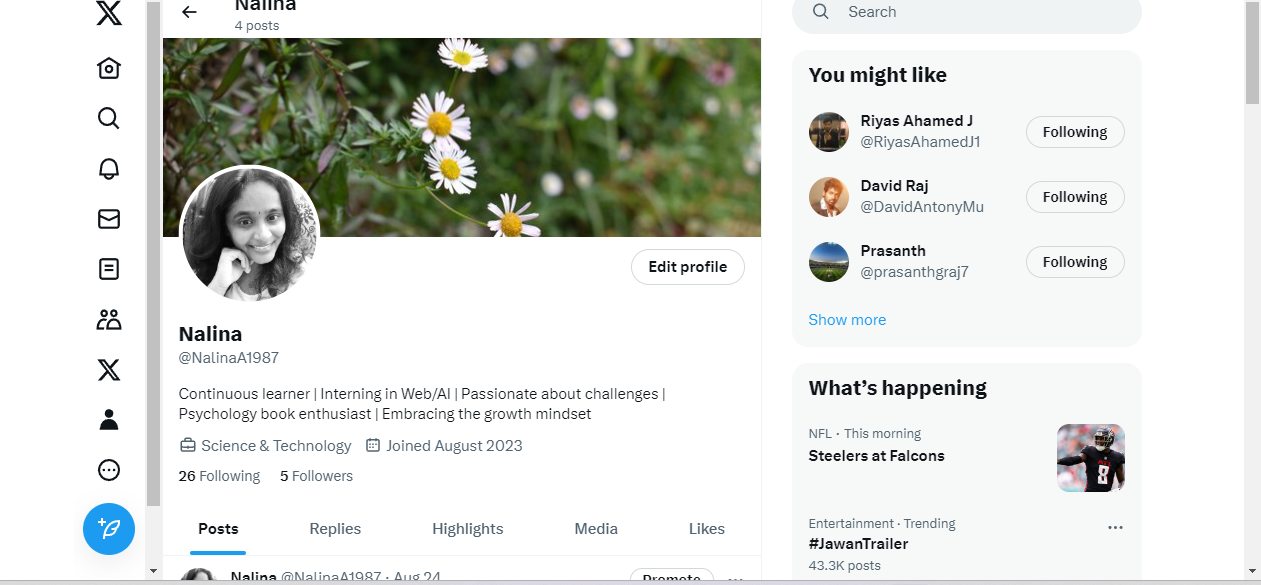 Nalina
4 posts
Edit profile
Nalina
@NalinaA1987
Continuous learner | Interning in Web/AI | Passionate about challenges |
Psychology book enthusiast | Embracing the growth mindset
Science & Technology Joined August 2023
26 Following 5 Followers
Posts Replies Highlights Media Likes
Nalina @NalinaA1987 · Aug 24 Promote
Search
You might like
Riyas Ahamed J
@RiyasAhamedJ1
Following
David Raj
@DavidAntonyMu
Following
Prasanth
@prasanthgraj7
Following
Show more
What’s happening
NFL · This morning
Steelers at Falcons
8
Entertainment · Trending
#JawanTrailer
43.3K posts